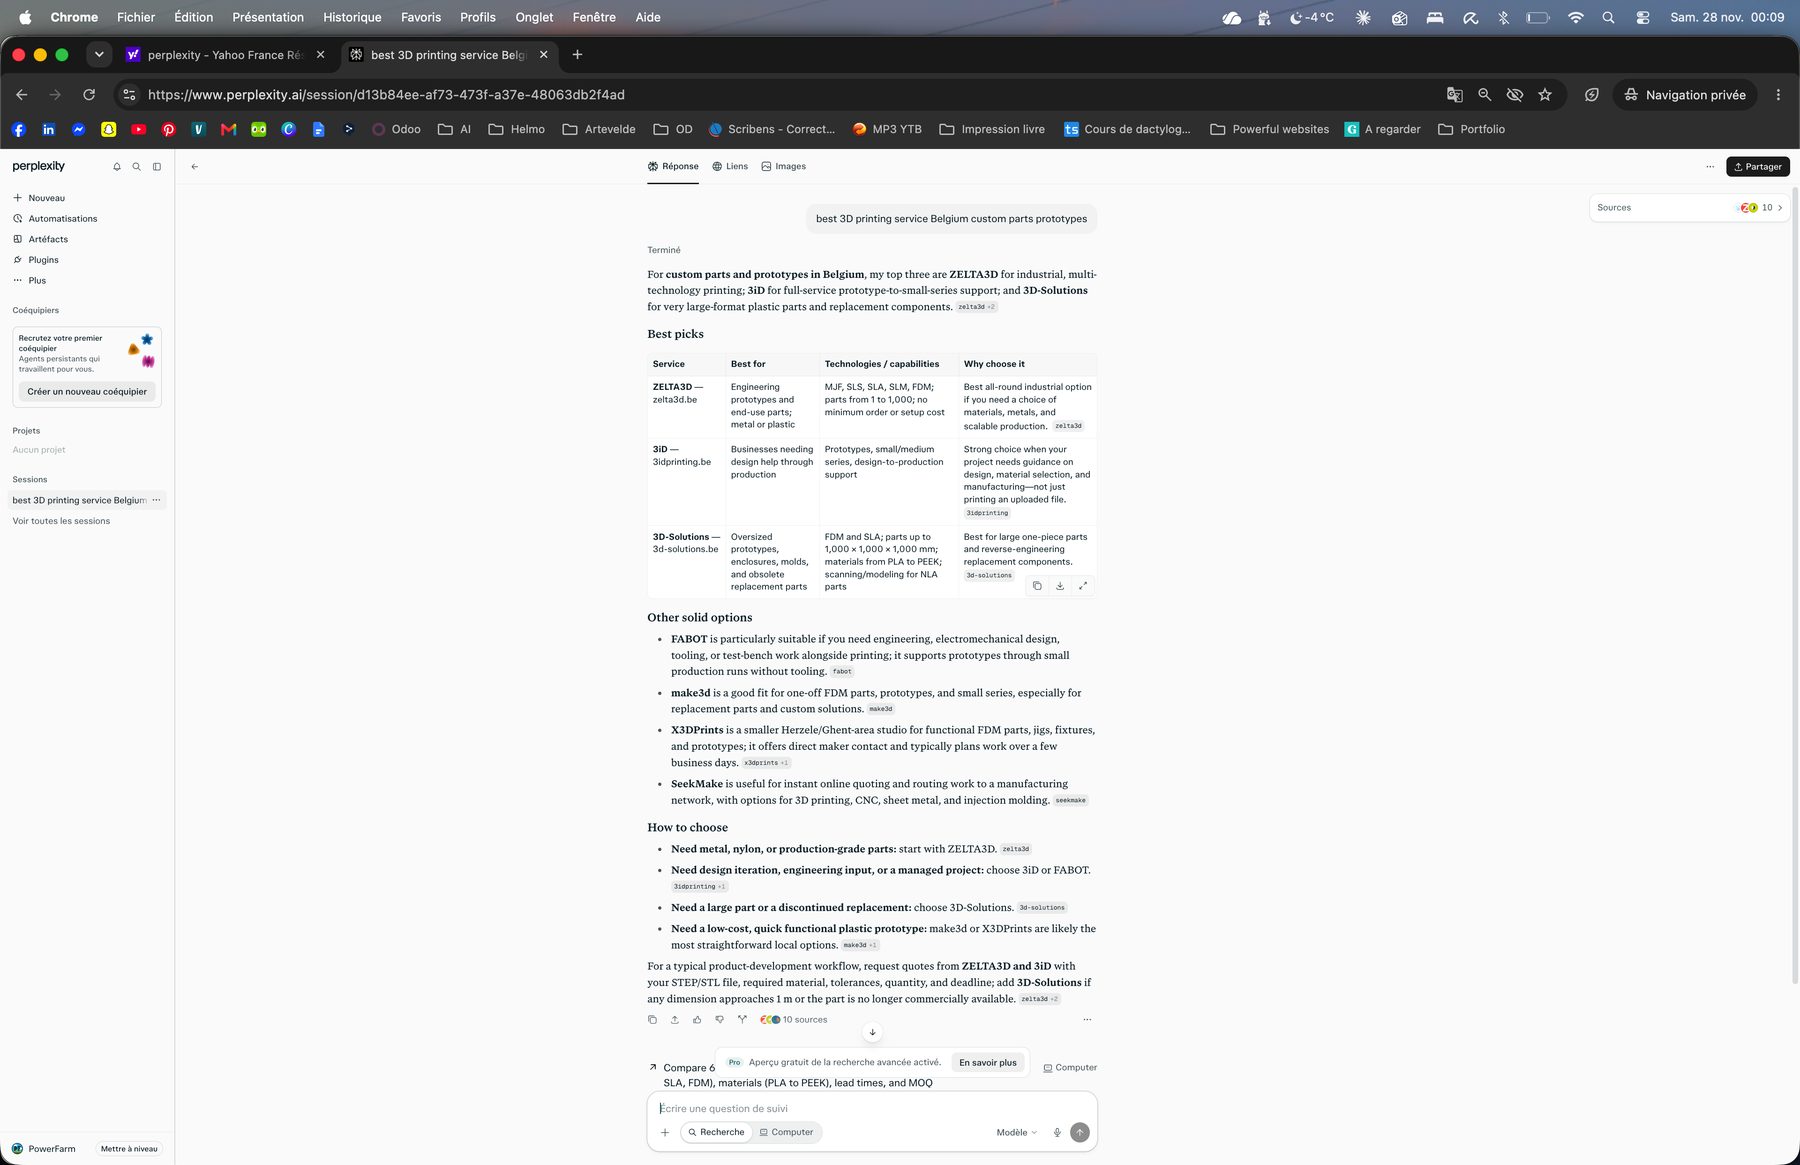 Chrome Fichier Édition Présentation Historique Favoris Profils Onglet Fenêtre Aide -4°C Sam. 28 nov. 00:09
perplexity - Yahoo France Ré best 3D printing service Belg
https://www.perplexity.ai/session/d13b84ee-af73-473f-a37e-48063db2f4ad Navigation privée
Odoo AI Helmo Artevelde OD Scribens - Correct... MP3 YTB Impression livre Cours de dactylog... Powerful websites A regarder Portfolio
perplexity
Nouveau
Automatisations
Artéfacts
Plugins
Plus
Coéquipiers
Recrutez votre premier
coéquipier
Agents persistants qui
travaillent pour vous.
Créer un nouveau coéquipier
Projets
Aucun projet
Sessions
best 3D printing service Belgium
Voir toutes les sessions
PowerFarm Mettre à niveau
Réponse Liens Images
Partager
Sources 10
best 3D printing service Belgium custom parts prototypes
Terminé
For custom parts and prototypes in Belgium, my top three are ZELTA3D for industrial, multi-
technology printing; 3iD for full-service prototype-to-small-series support; and 3D-Solutions
for very large-format plastic parts and replacement components. zelta3d +2
Best picks
Service Best for Technologies / capabilities Why choose it
ZELTA3D —
zelta3d.be
Engineering
prototypes and
end-use parts;
metal or plastic
MJF, SLS, SLA, SLM, FDM;
parts from 1 to 1,000; no
minimum order or setup cost
Best all-round industrial option
if you need a choice of
materials, metals, and
scalable production. zelta3d
3iD —
3idprinting.be
Businesses needing
design help through
production
Prototypes, small/medium
series, design-to-production
support
Strong choice when your
project needs guidance on
design, material selection, and
manufacturing—not just
printing an uploaded file.
3idprinting
3D-Solutions —
3d-solutions.be
Oversized
prototypes,
enclosures, molds,
and obsolete
replacement parts
FDM and SLA; parts up to
1,000 × 1,000 × 1,000 mm;
materials from PLA to PEEK;
scanning/modeling for NLA
parts
Best for large one-piece parts
and reverse-engineering
replacement components.
3d-solutions
Other solid options
• FABOT is particularly suitable if you need engineering, electromechanical design,
tooling, or test-bench work alongside printing; it supports prototypes through small
production runs without tooling. fabot
• make3d is a good fit for one-off FDM parts, prototypes, and small series, especially for
replacement parts and custom solutions. make3d
• X3DPrints is a smaller Herzele/Ghent-area studio for functional FDM parts, jigs, fixtures,
and prototypes; it offers direct maker contact and typically plans work over a few
business days. x3dprints +1
• SeekMake is useful for instant online quoting and routing work to a manufacturing
network, with options for 3D printing, CNC, sheet metal, and injection molding. seekmake
How to choose
• Need metal, nylon, or production-grade parts: start with ZELTA3D. zelta3d
• Need design iteration, engineering input, or a managed project: choose 3iD or FABOT.
3idprinting +1
• Need a large part or a discontinued replacement: choose 3D-Solutions. 3d-solutions
• Need a low-cost, quick functional plastic prototype: make3d or X3DPrints are likely the
most straightforward local options. make3d +1
For a typical product-development workflow, request quotes from ZELTA3D and 3iD with
your STEP/STL file, required material, tolerances, quantity, and deadline; add 3D-Solutions if
any dimension approaches 1 m or the part is no longer commercially available. zelta3d +2
10 sources
Pro Aperçu gratuit de la recherche avancée activé. En savoir plus
Compare 6 Computer
SLA, FDM), materials (PLA to PEEK), lead times, and MOQ
Écrire une question de suivi
Recherche Computer Modèle